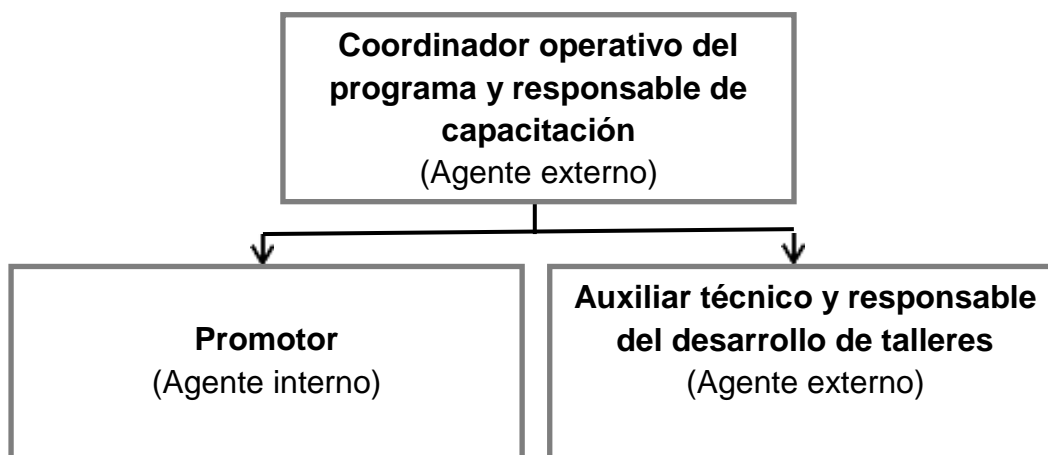 Coordinador operativo del
programa y responsable de
capacitación
(Agente externo)
Promotor
(Agente interno)
Auxiliar técnico y responsable
del desarrollo de talleres
(Agente externo)